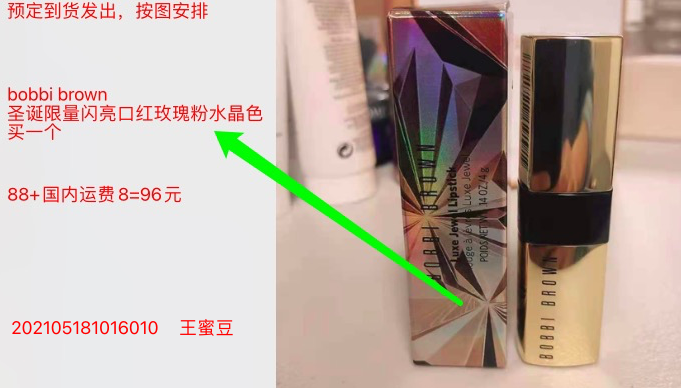 预定到货发出，按图安排
bobbi brown
圣诞限量闪亮口红玫瑰粉水晶色
买一个
88+国内运费8=96元
202105181016010 王蜜豆
BOBBI BROWN
Luxe Jewel Lipstick
Rouge à lèvres Luxe Jewel
POIDS NET WT. .14 OZ/4 g
BOBBI BROWN